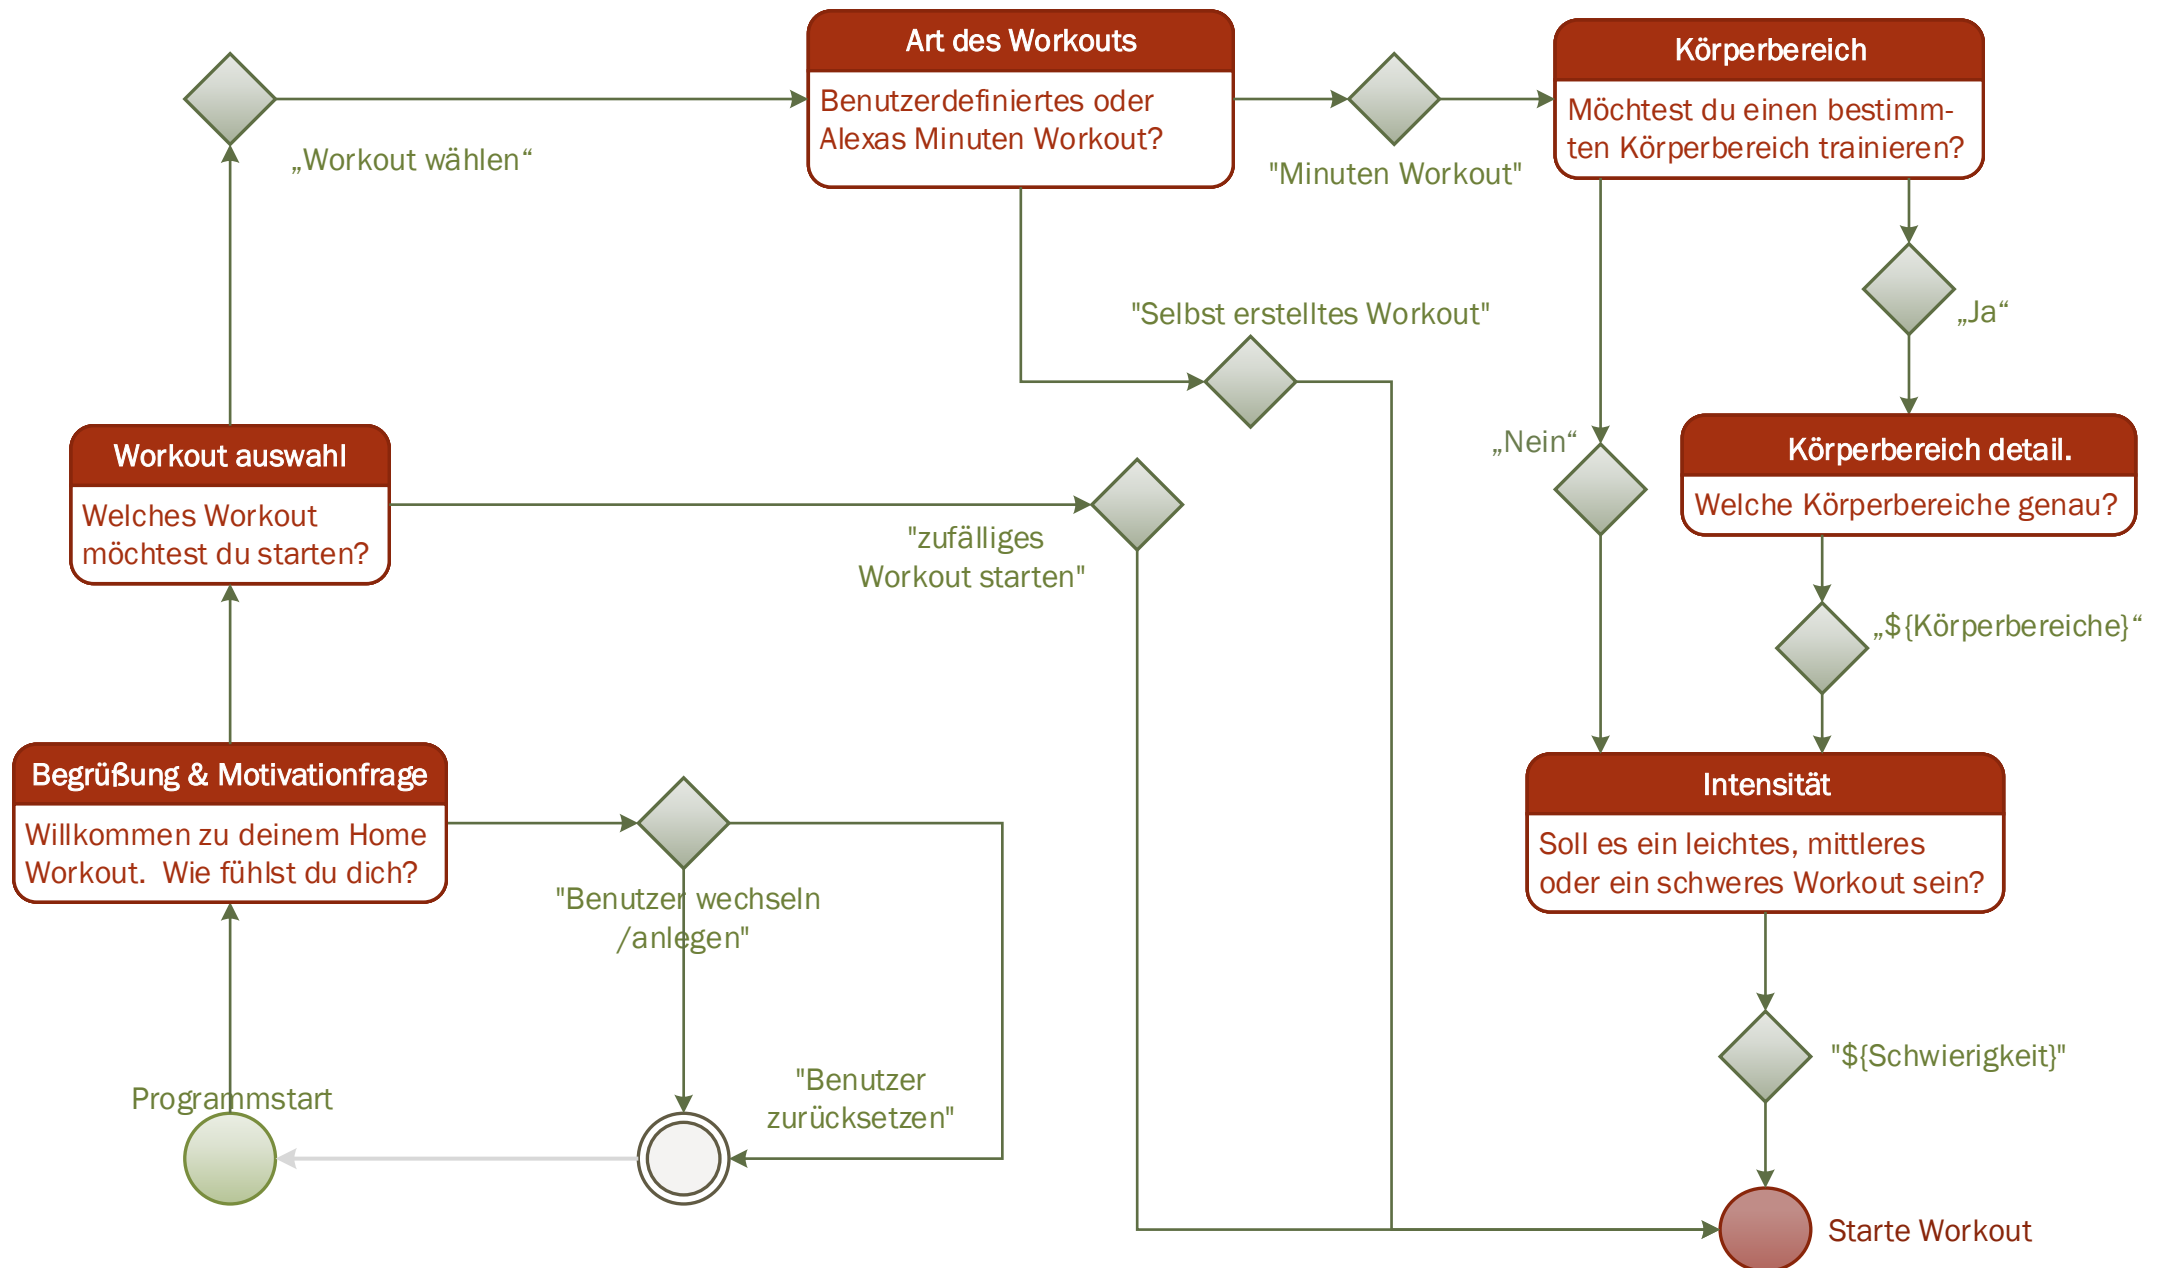 Art des Workouts
Benutzerdefiniertes oder
Alexas Minuten Workout?
Körperbereich
Möchtest du einen bestimm-
ten Körperbereich trainieren?
„Workout wählen“
"Minuten Workout"
"Selbst erstelltes Workout"
„Ja“
„Nein“
Workout auswahl
Welches Workout
möchtest du starten?
Körperbereich detail.
Welche Körperbereiche genau?
"zufälliges
Workout starten"
„${Körperbereiche}“
Begrüßung & Motivationfrage
Willkommen zu deinem Home
Workout.  Wie fühlst du dich?
Intensität
Soll es ein leichtes, mittleres
oder ein schweres Workout sein?
"Benutzer wechseln
/anlegen"
"${Schwierigkeit}"
"Benutzer
zurücksetzen"
Programmstart
Starte Workout